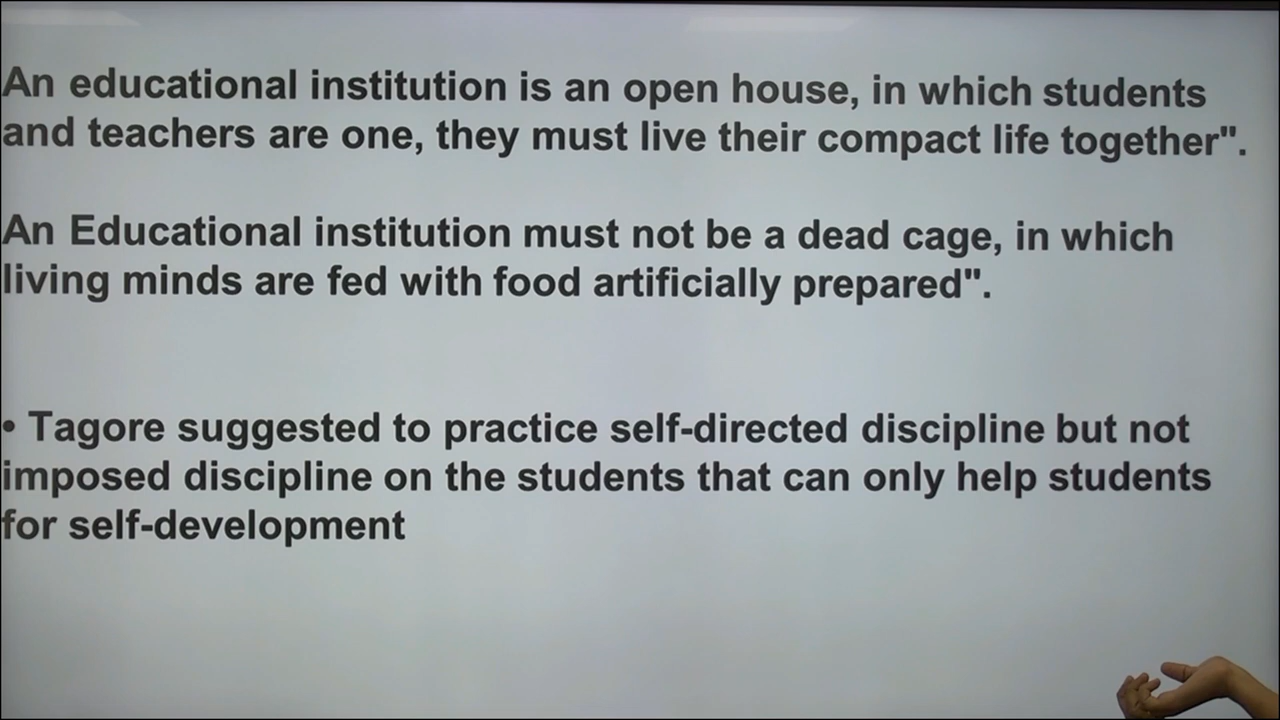 An educational institution is an open house, in which students
and teachers are one, they must live their compact life together".
An Educational institution must not be a dead cage, in which
living minds are fed with food artificially prepared".
• Tagore suggested to practice self-directed discipline but not
imposed discipline on the students that can only help students
for self-development